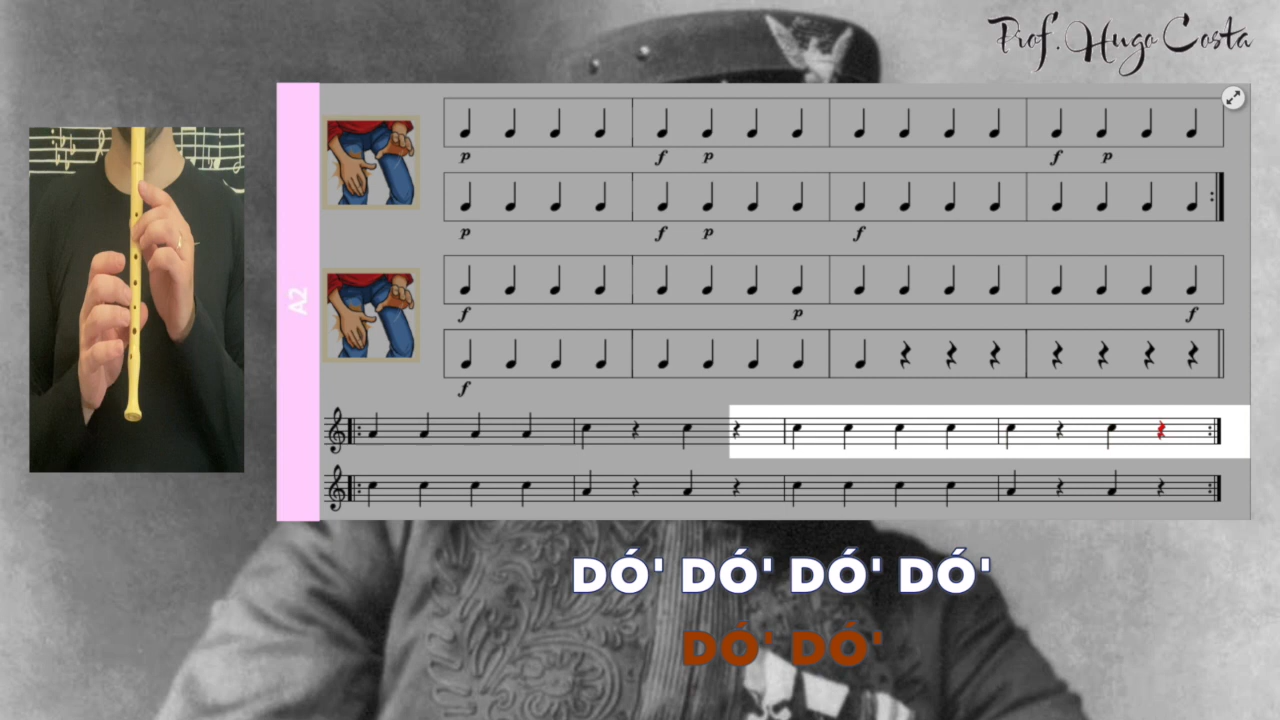 Prof. Hugo Costa
A2
p f p f p
p f p f
f p f
f
DÓ' DÓ' DÓ' DÓ'
DÓ' DÓ'